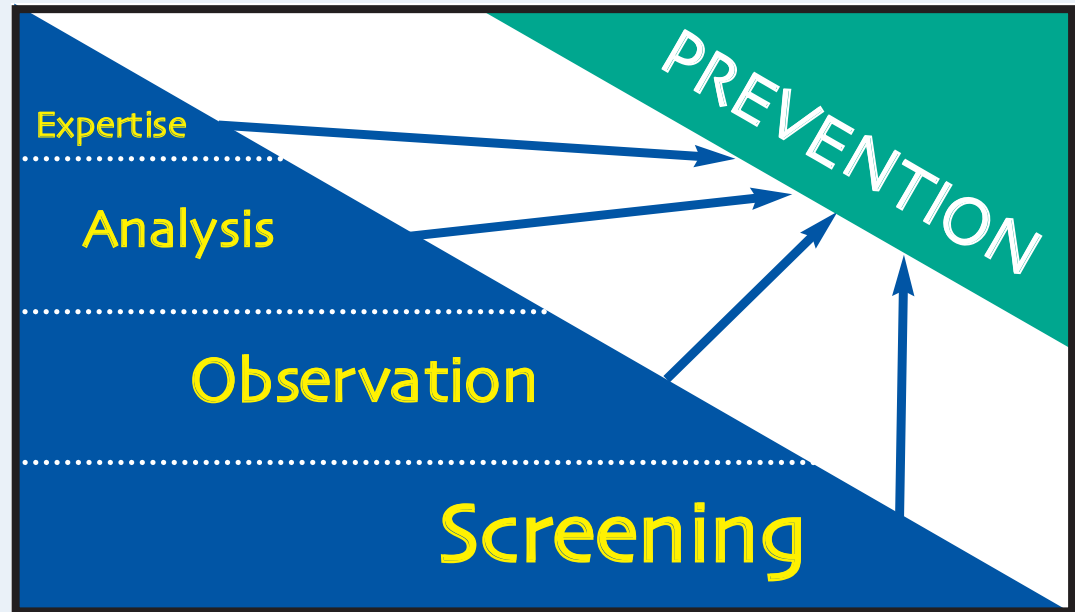 PREVENTION
Expertise
Analysis
Observation
Screening